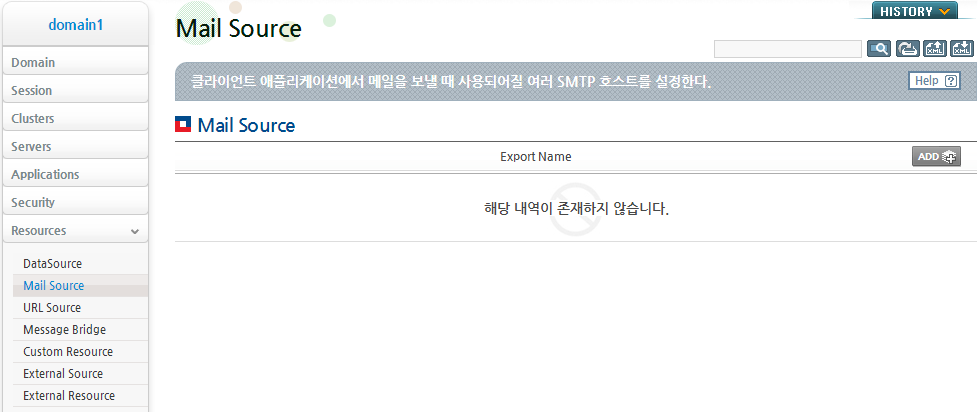 domain1
Domain
Session
Clusters
Servers
Applications
Security
Resources
DataSource
Mail Source
URL Source
Message Bridge
Custom Resource
External Source
External Resource
HISTORY
Mail Source
XML
XML
클라이언트 애플리케이션에서 메일을 보낼 때 사용되어질 여러 SMTP 호스트를 설정한다.
Help ?
Mail Source
Export Name
ADD
해당 내역이 존재하지 않습니다.